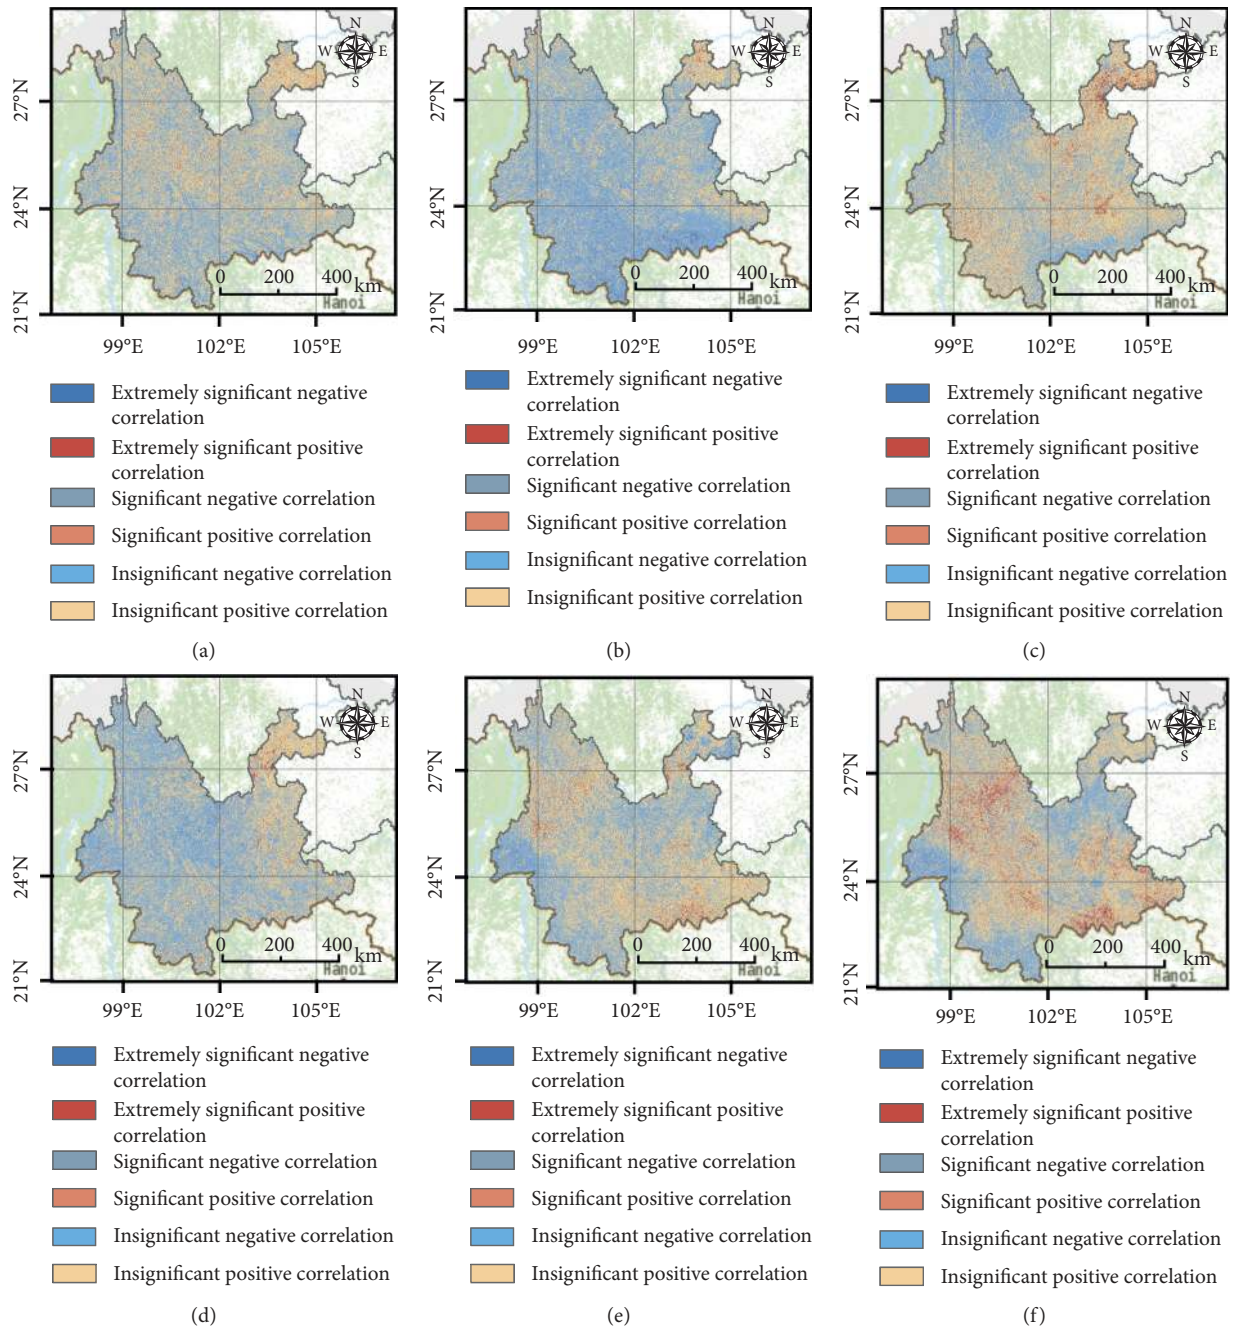 N
W E
S
27°N
24°N
21°N
0 200 400
km
Hanoi
99°E 102°E 105°E
Extremely significant negative
correlation
Extremely significant positive
correlation
Significant negative correlation
Significant positive correlation
Insignificant negative correlation
Insignificant positive correlation
(a)
N
W E
S
27°N
24°N
21°N
0 200 400
km
Hanoi
99°E 102°E 105°E
Extremely significant negative
correlation
Extremely significant positive
correlation
Significant negative correlation
Significant positive correlation
Insignificant negative correlation
Insignificant positive correlation
(b)
N
W E
S
27°N
24°N
21°N
0 200 400
km
Hanoi
99°E 102°E 105°E
Extremely significant negative
correlation
Extremely significant positive
correlation
Significant negative correlation
Significant positive correlation
Insignificant negative correlation
Insignificant positive correlation
(c)
N
W E
S
27°N
24°N
21°N
0 200 400
km
Hanoi
99°E 102°E 105°E
Extremely significant negative
correlation
Extremely significant positive
correlation
Significant negative correlation
Significant positive correlation
Insignificant negative correlation
Insignificant positive correlation
(d)
N
W E
S
27°N
24°N
21°N
0 200 400
km
Hanoi
99°E 102°E 105°E
Extremely significant negative
correlation
Extremely significant positive
correlation
Significant negative correlation
Significant positive correlation
Insignificant negative correlation
Insignificant positive correlation
(e)
N
W E
S
27°N
24°N
21°N
0 200 400
km
Hanoi
99°E 102°E 105°E
Extremely significant negative
correlation
Extremely significant positive
correlation
Significant negative correlation
Significant positive correlation
Insignificant negative correlation
Insignificant positive correlation
(f)